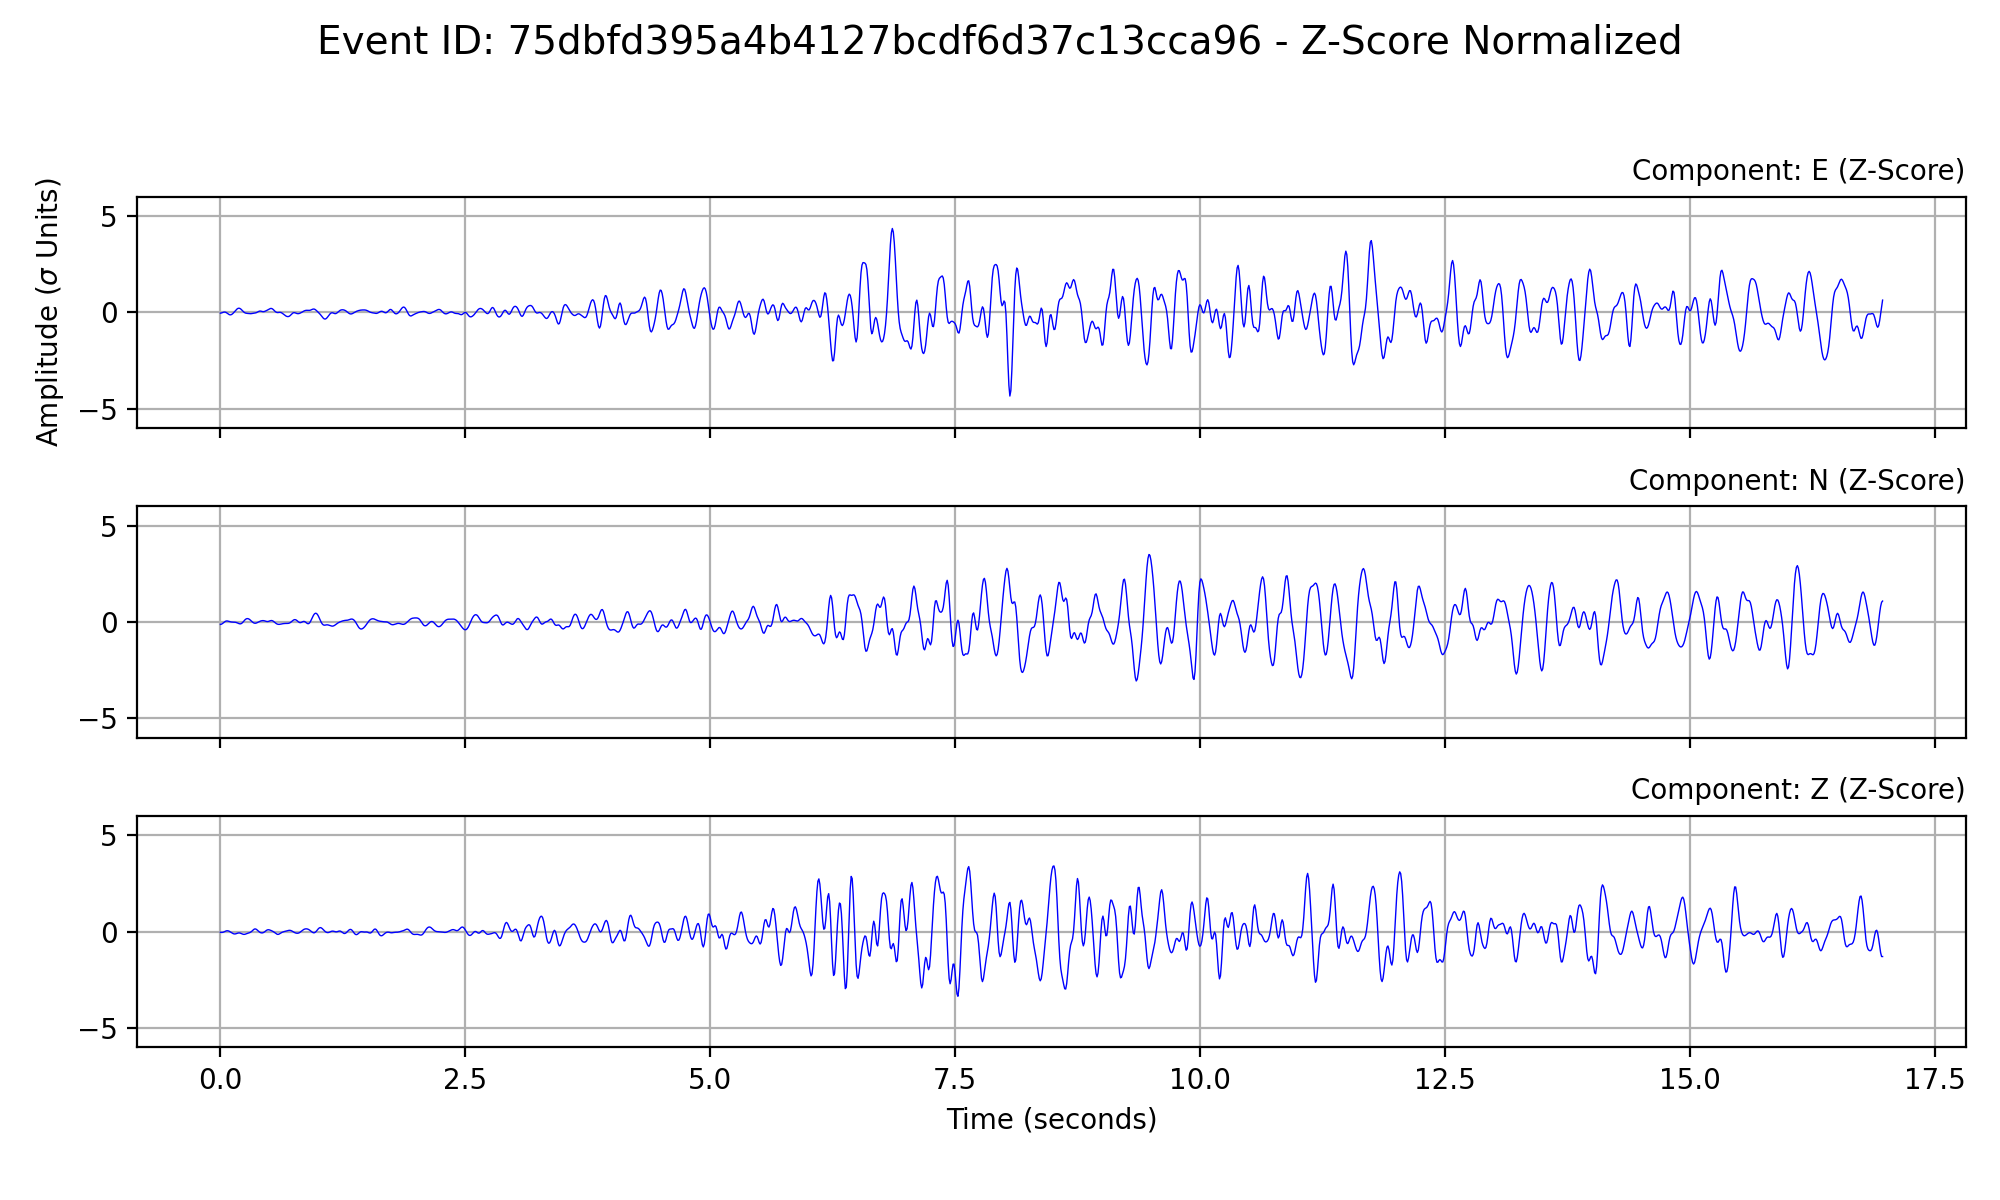 Event ID: 75dbfd395a4b4127bcdf6d37c13cca96 - Z-Score Normalized
Component: E (Z-Score)
Amplitude (σ Units)
5
0
−5
Component: N (Z-Score)
5
0
−5
Component: Z (Z-Score)
5
0
−5
0.0 2.5 5.0 7.5 10.0 12.5 15.0 17.5
Time (seconds)